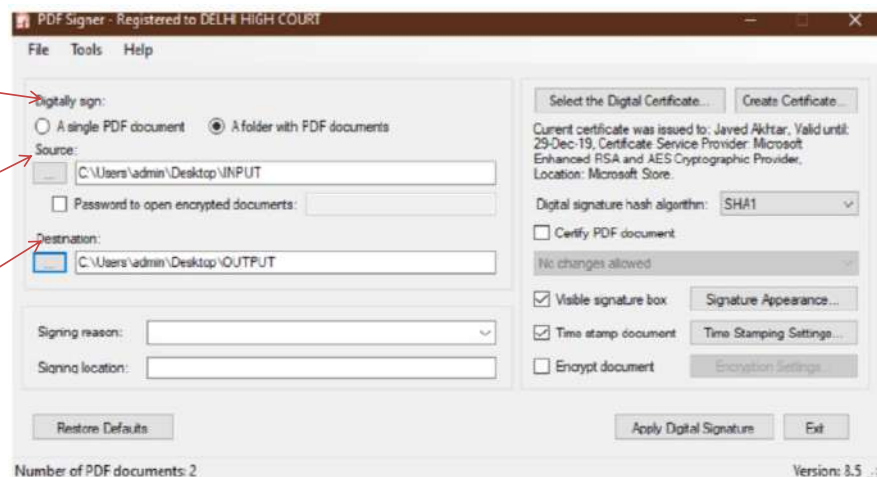 PDF Signer - Registered to DELHI HIGH COURT
File Tools Help
Digitally sign:
A single PDF document A folder with PDF documents
Source:
... C:\Users\admin\Desktop\INPUT
Password to open encrypted documents:
Destination:
... C:\Users\admin\Desktop\OUTPUT
Signing reason:
Signing location:
Select the Digital Certificate... Create Certificate...
Current certificate was issued to: Javed Akhtar, Valid until:
29-Dec-19, Certificate Service Provider: Microsoft
Enhanced RSA and AES Cryptographic Provider,
Location: Microsoft Store.
Digital signature hash algorithm: SHA1
Certify PDF document
No changes allowed
Visible signature box Signature Appearance...
Time stamp document Time Stamping Settings...
Encrypt document Encryption Settings...
Restore Defaults Apply Digital Signature Exit
Number of PDF documents: 2 Version: 8.5